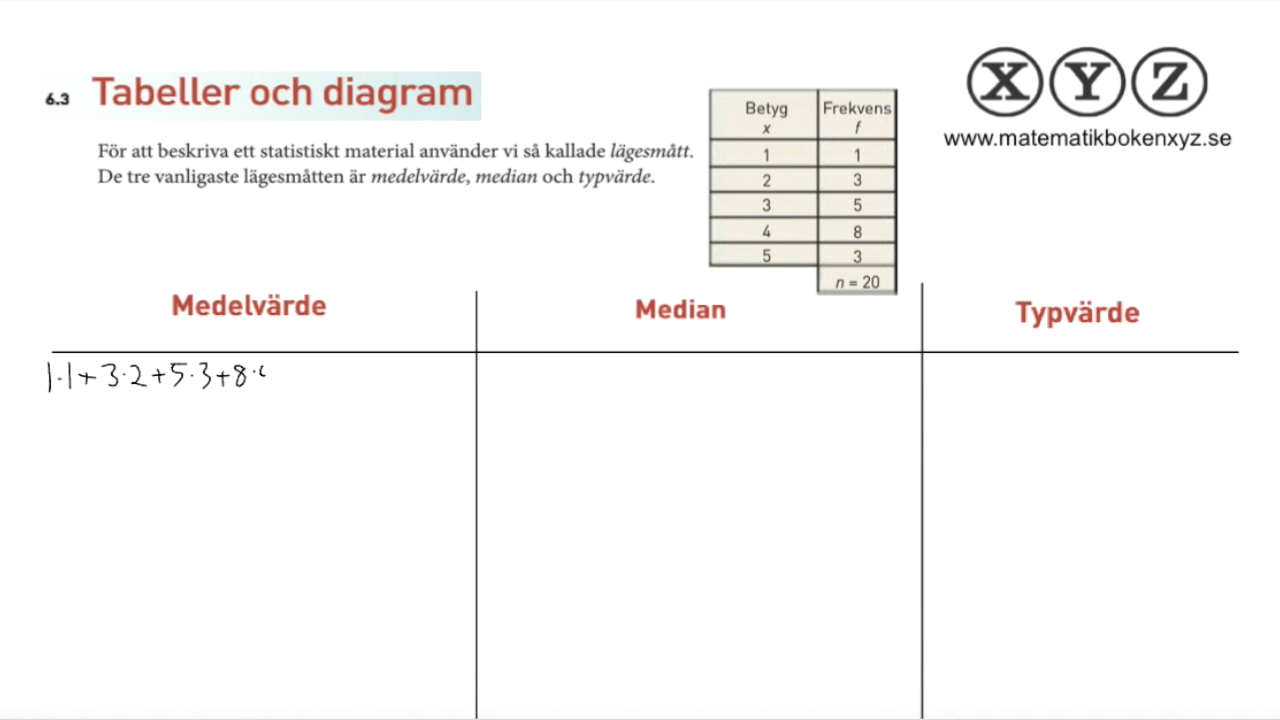 6.3 Tabeller och diagram
För att beskriva ett statistiskt material använder vi så kallade lägesmått.
De tre vanligaste lägesmåtten är medelvärde, median och typvärde.
Betyg Frekvens
x f
1 1
2 3
3 5
4 8
5 3
n = 20
X Y Z
www.matematikbokenxyz.se
Medelvärde
Median
Typvärde
1·1+3·2+5·3+8·